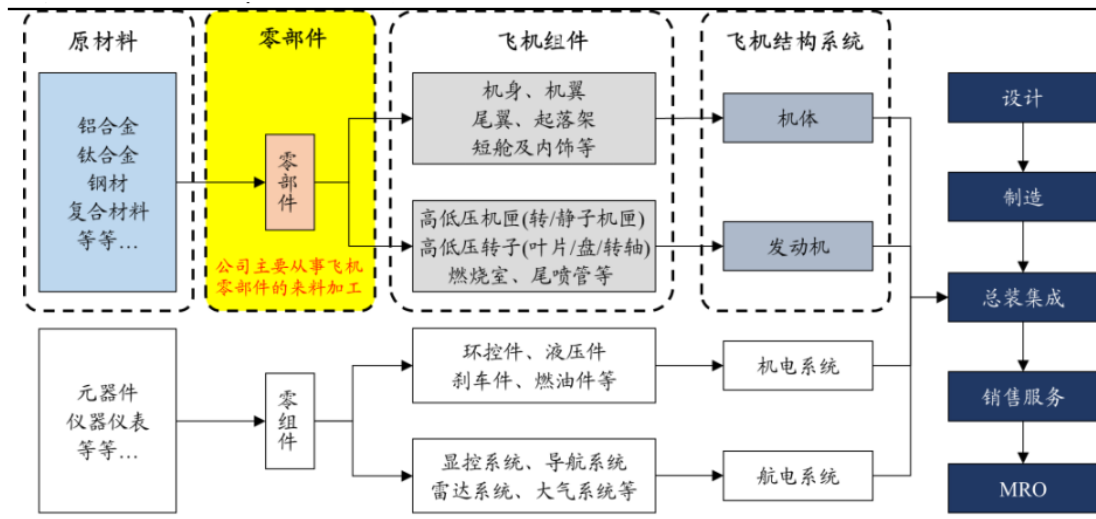 原材料
零部件
飞机组件
飞机结构系统
铝合金
钛合金
钢材
复合材料
等等…
零
部
件
公司主要从事飞机
零部件的来料加工
机身、机翼
尾翼、起落架
短舱及内饰等
高低压机匣(转/静子机匣)
高低压转子(叶片/盘/转轴)
燃烧室、尾喷管等
机体
发动机
元器件
仪器仪表
等等…
零
组
件
环控件、液压件
刹车件、燃油件等
显控系统、导航系统
雷达系统、大气系统等
机电系统
航电系统
设计
制造
总装集成
销售服务
MRO